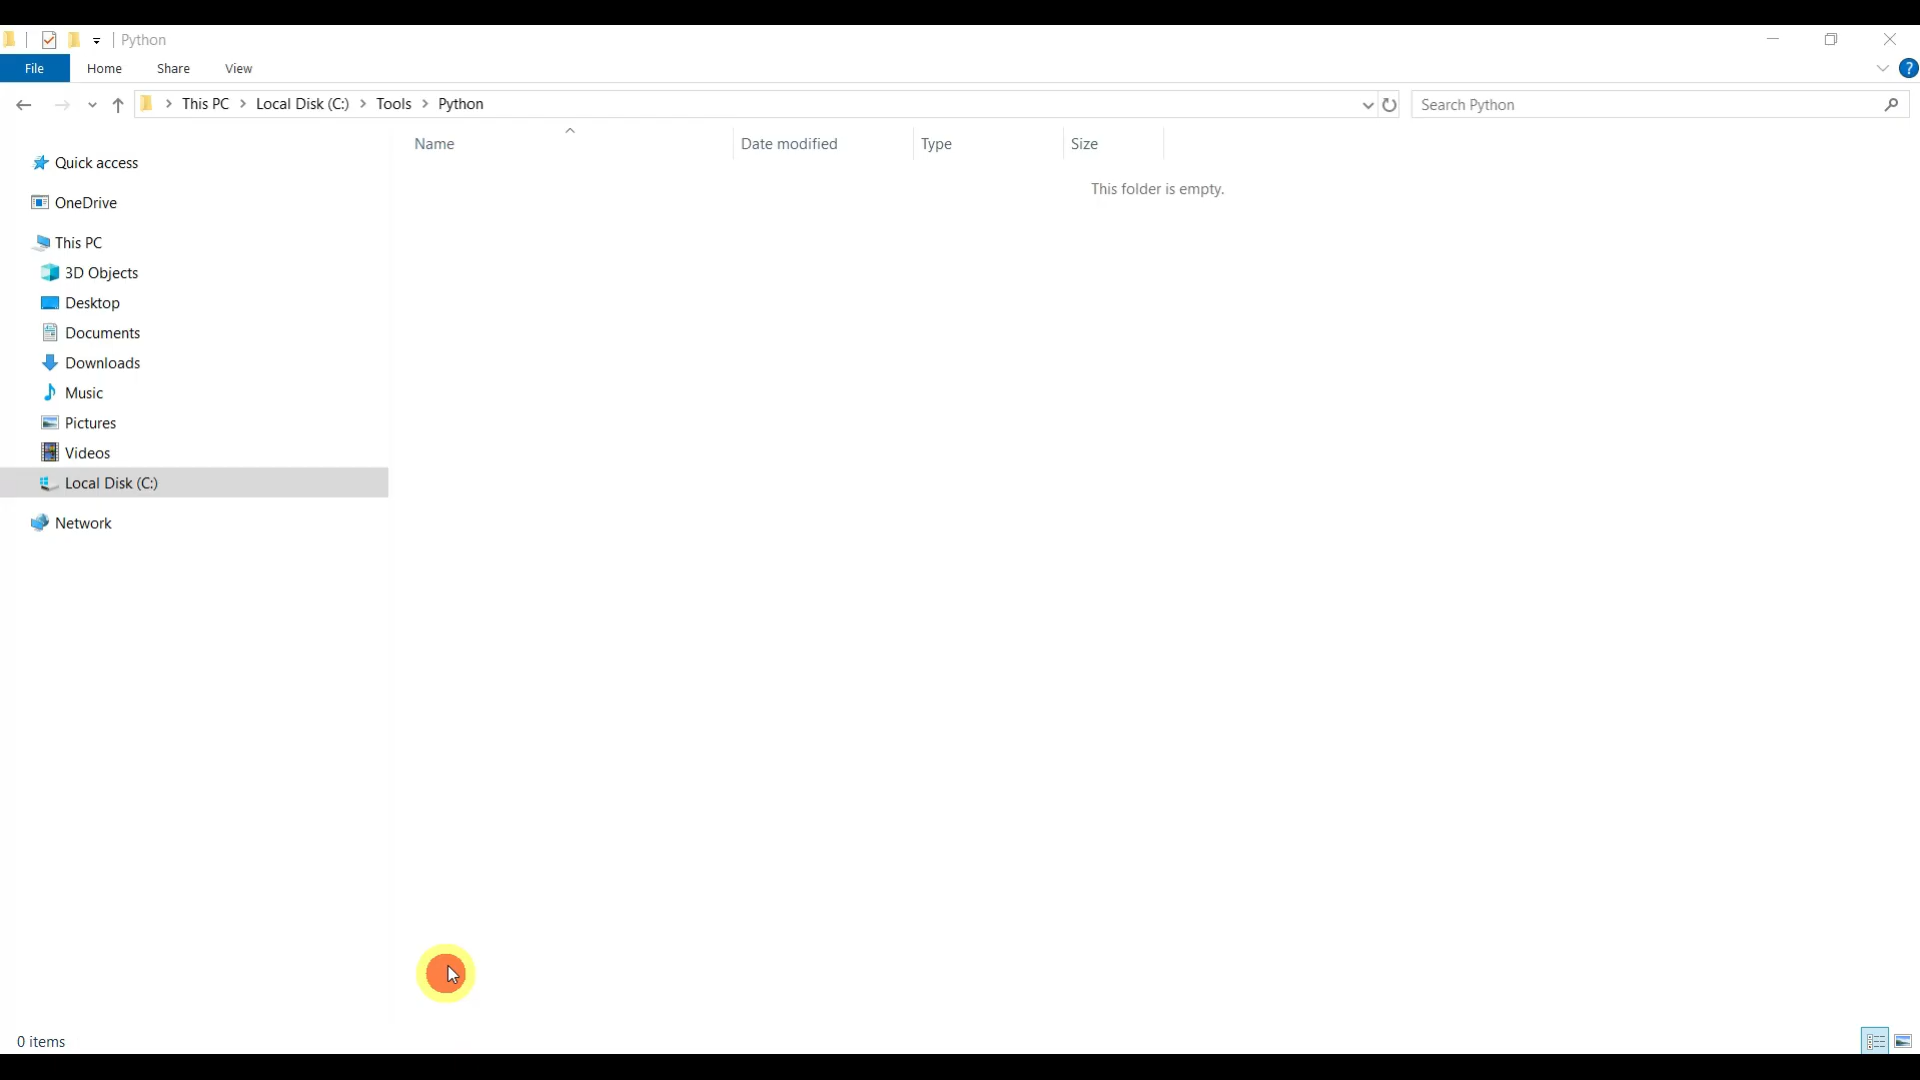 Python
File Home Share View ?
This PC Local Disk (C:) Tools Python
Search Python
Name Date modified Type Size
This folder is empty.
Quick access
OneDrive
This PC
3D Objects
Desktop
Documents
Downloads
Music
Pictures
Videos
Local Disk (C:)
Network
0 items